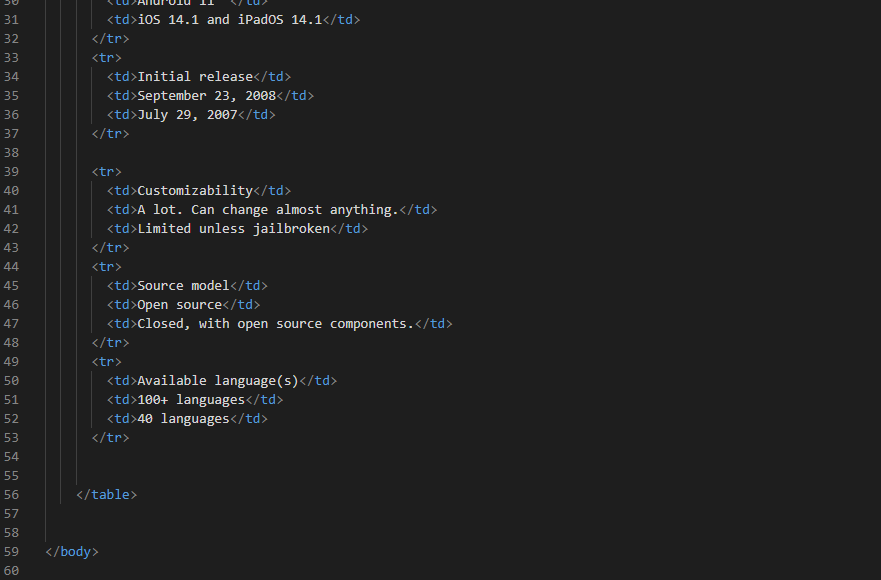 30 <td>Android 11 </td>
31 <td>iOS 14.1 and iPadOS 14.1</td>
32 </tr>
33 <tr>
34 <td>Initial release</td>
35 <td>September 23, 2008</td>
36 <td>July 29, 2007</td>
37 </tr>
38
39 <tr>
40 <td>Customizability</td>
41 <td>A lot. Can change almost anything.</td>
42 <td>Limited unless jailbroken</td>
43 </tr>
44 <tr>
45 <td>Source model</td>
46 <td>Open source</td>
47 <td>Closed, with open source components.</td>
48 </tr>
49 <tr>
50 <td>Available language(s)</td>
51 <td>100+ languages</td>
52 <td>40 languages</td>
53 </tr>
54
55
56 </table>
57
58
59 </body>
60